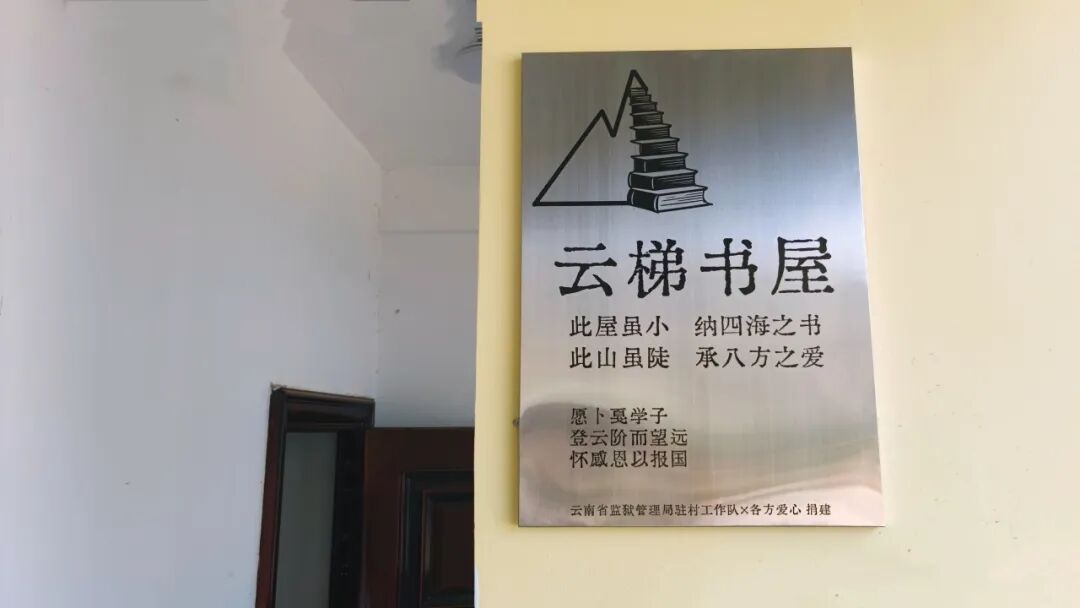 云梯书屋
此屋虽小 纳四海之书
此山虽陡 承八方之爱
愿卜戛学子
登云阶而望远
怀感恩以报国
云南省监狱管理局驻村工作队×各方爱心 捐建